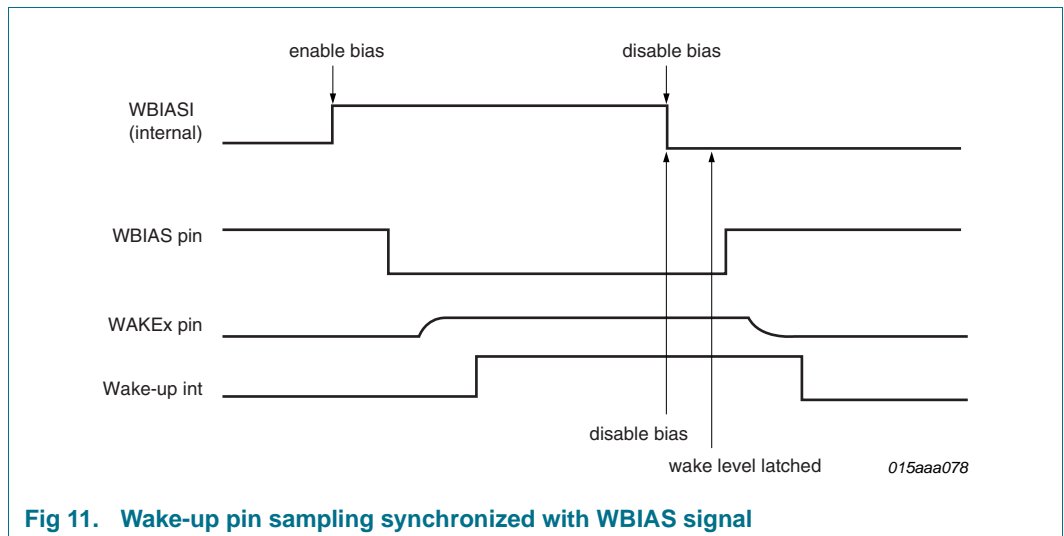 enable bias
disable bias
WBIASI
(internal)
WBIAS pin
WAKEx pin
Wake-up int
disable bias
wake level latched
015aaa078
Fig 11. Wake-up pin sampling synchronized with WBIAS signal